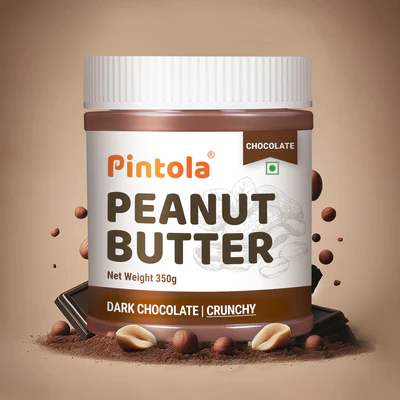 CHOCOLATE
Pintola®
PEANUT
BUTTER
Net Weight 350g
DARK CHOCOLATE | CRUNCHY